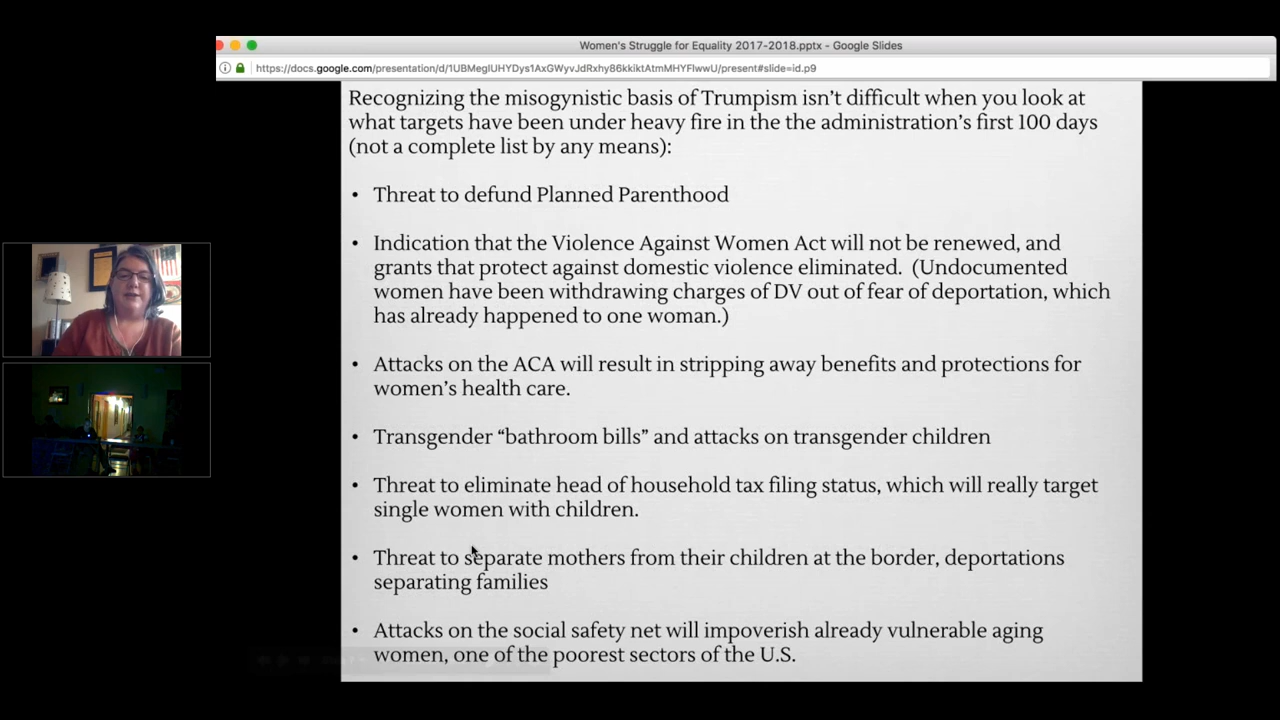 Women's Struggle for Equality 2017-2018.pptx - Google Slides
https://docs.google.com/presentation/d/1UBMeglUHYDys1AxGWyvJdRxhy86kkiktAtmMHYFlwwU/present#slide=id.p9
Recognizing the misogynistic basis of Trumpism isn't difficult when you look at
what targets have been under heavy fire in the the administration's first 100 days
(not a complete list by any means):
• Threat to defund Planned Parenthood
• Indication that the Violence Against Women Act will not be renewed, and
grants that protect against domestic violence eliminated. (Undocumented
women have been withdrawing charges of DV out of fear of deportation, which
has already happened to one woman.)
• Attacks on the ACA will result in stripping away benefits and protections for
women's health care.
• Transgender “bathroom bills” and attacks on transgender children
• Threat to eliminate head of household tax filing status, which will really target
single women with children.
• Threat to separate mothers from their children at the border, deportations
separating families
• Attacks on the social safety net will impoverish already vulnerable aging
women, one of the poorest sectors of the U.S.